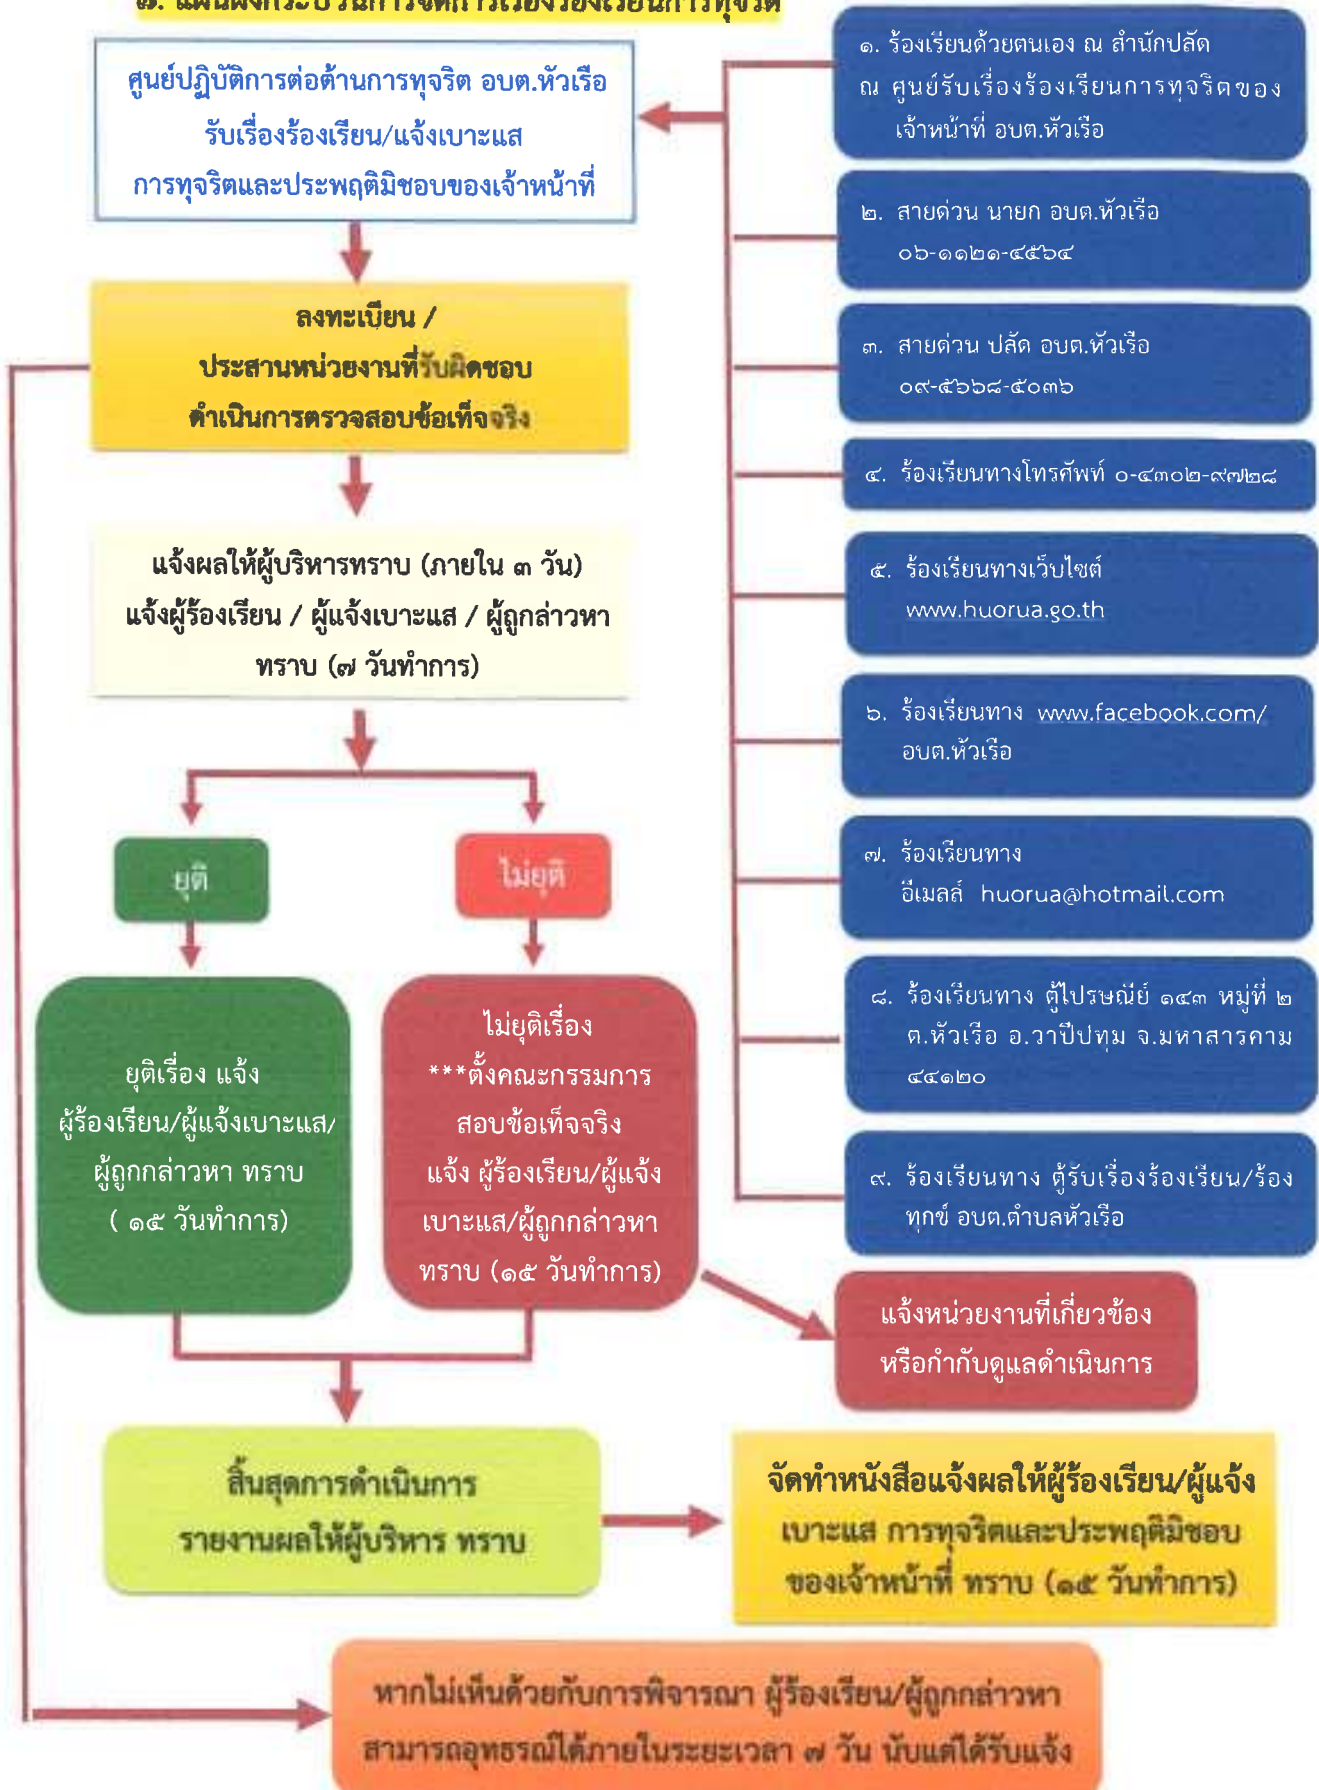 ๗. แผนผังกระบวนการจัดการเรื่องร้องเรียนการทุจริต
ศูนย์ปฏิบัติการต่อต้านการทุจริต อบต.หัวเรือ
รับเรื่องร้องเรียน/แจ้งเบาะแส
การทุจริตและประพฤติมิชอบของเจ้าหน้าที่
ลงทะเบียน /
ประสานหน่วยงานที่รับผิดชอบ
ดำเนินการตรวจสอบข้อเท็จจริง
แจ้งผลให้ผู้บริหารทราบ (ภายใน ๓ วัน)
แจ้งผู้ร้องเรียน / ผู้แจ้งเบาะแส / ผู้ถูกล่าวหา
ทราบ (๗ วันทำการ)
ยุติ
ไม่ยุติ
ยุติเรื่อง แจ้ง
ผู้ร้องเรียน/ผู้แจ้งเบาะแส/
ผู้ถูกกล่าวหา ทราบ
( ๑๕ วันทำการ)
ไม่ยุติเรื่อง
***ตั้งคณะกรรมการ
สอบข้อเท็จจริง
แจ้ง ผู้ร้องเรียน/ผู้แจ้ง
เบาะแส/ผู้ถูกกล่าวหา
ทราบ (๑๕ วันทำการ)
๑. ร้องเรียนด้วยตนเอง ณ สำนักปลัด
ณ ศูนย์รับเรื่องร้องเรียนการทุจริตของ
เจ้าหน้าที่ อบต.หัวเรือ
๒. สายด่วน นายก อบต.หัวเรือ
๐๖-๑๑๒๑-๔๕๖๔
๓. สายด่วน ปลัด อบต.หัวเรือ
๐๙-๕๖๖๘-๕๐๓๖
๔. ร้องเรียนทางโทรศัพท์ ๐-๔๓๐๒-๙๗๒๘
๕. ร้องเรียนทางเว็บไซต์
www.huorua.go.th
๖. ร้องเรียนทาง www.facebook.com/
อบต.หัวเรือ
๗. ร้องเรียนทาง
อีเมลล์ huorua@hotmail.com
๘. ร้องเรียนทาง ตู้ไปรษณีย์ ๑๔๓ หมู่ที่ ๒
ต.หัวเรือ อ.วาปีปทุม จ.มหาสารคาม
๔๔๑๒๐
๙. ร้องเรียนทาง ตู้รับเรื่องร้องเรียน/ร้อง
ทุกข์ อบต.ตำบลหัวเรือ
แจ้งหน่วยงานที่เกี่ยวข้อง
หรือกำกับดูแลดำเนินการ
สิ้นสุดการดำเนินการ
รายงานผลให้ผู้บริหาร ทราบ
จัดทำหนังสือแจ้งผลให้ผู้ร้องเรียน/ผู้แจ้ง
เบาะแส การทุจริตและประพฤติมิชอบ
ของเจ้าหน้าที่ ทราบ (๑๕ วันทำการ)
หากไม่เห็นด้วยกับการพิจารณา ผู้ร้องเรียน/ผู้ถูกกล่าวหา
สามารถอุทธรณ์ได้ภายในระยะเวลา ๗ วัน นับแต่ได้รับแจ้ง